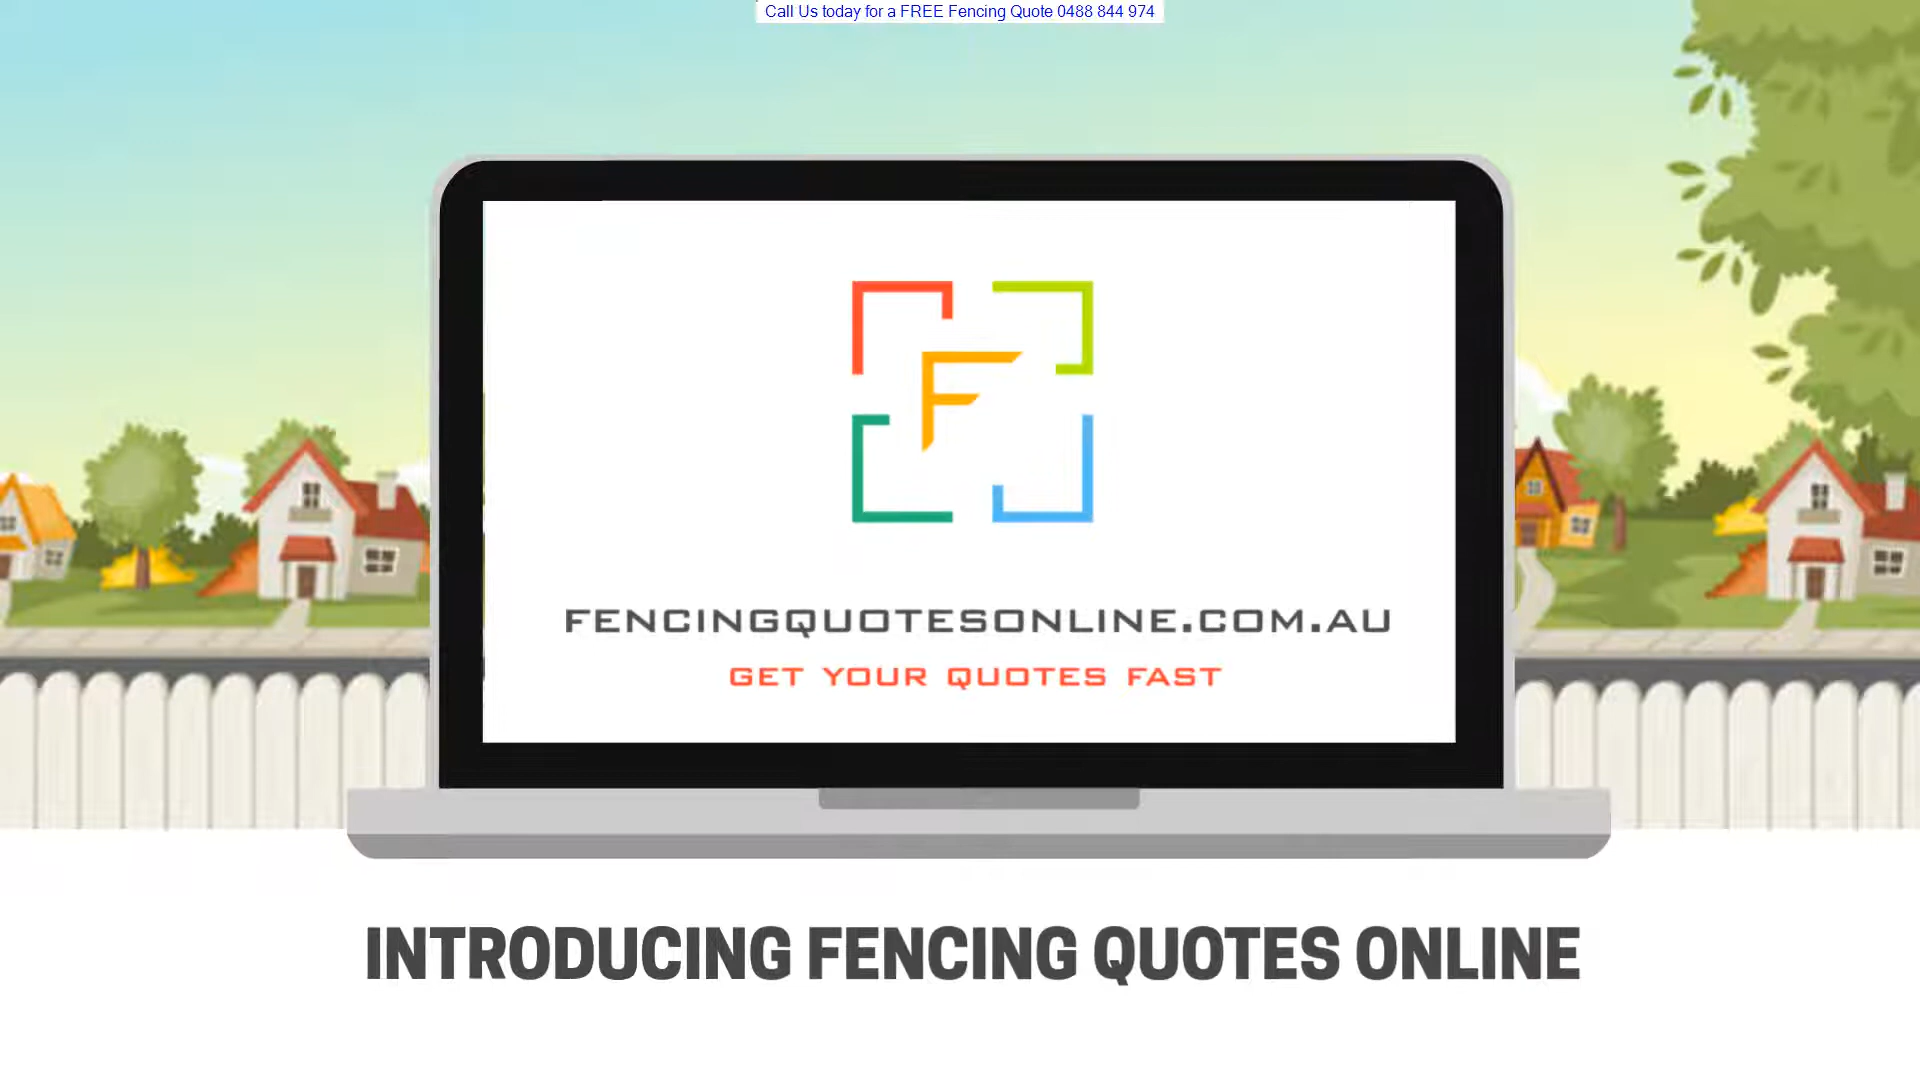 Call Us today for a FREE Fencing Quote 0488 844 974
F
FENCINGQUOTESONLINE.COM.AU
GET YOUR QUOTES FAST
INTRODUCING FENCING QUOTES ONLINE